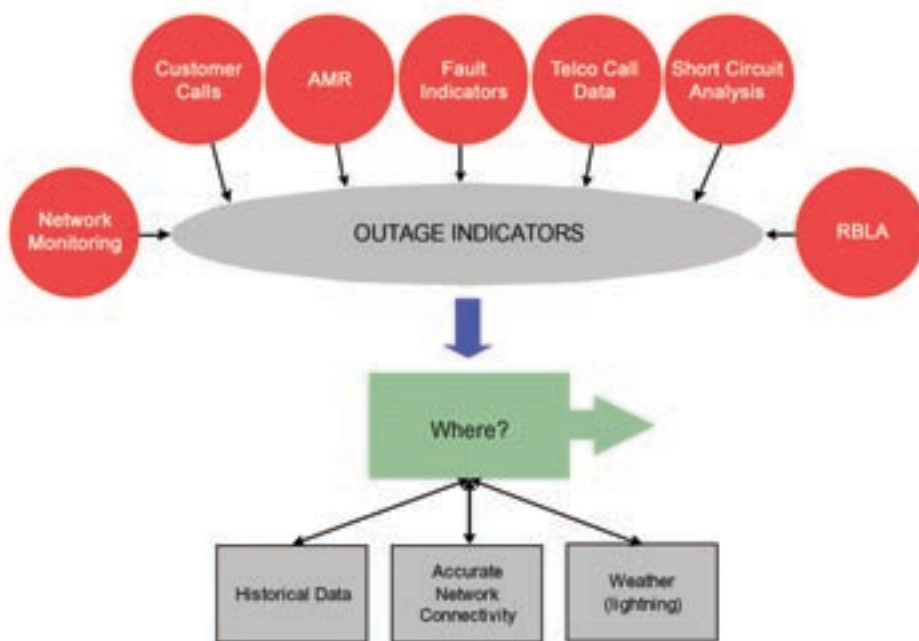 Customer
Calls
AMR
Fault
Indicators
Telco Call
Data
Short Circuit
Analysis
Network
Monitoring
OUTAGE INDICATORS
RBLA
Where?
Historical Data
Accurate
Network
Connectivity
Weather
(lightning)